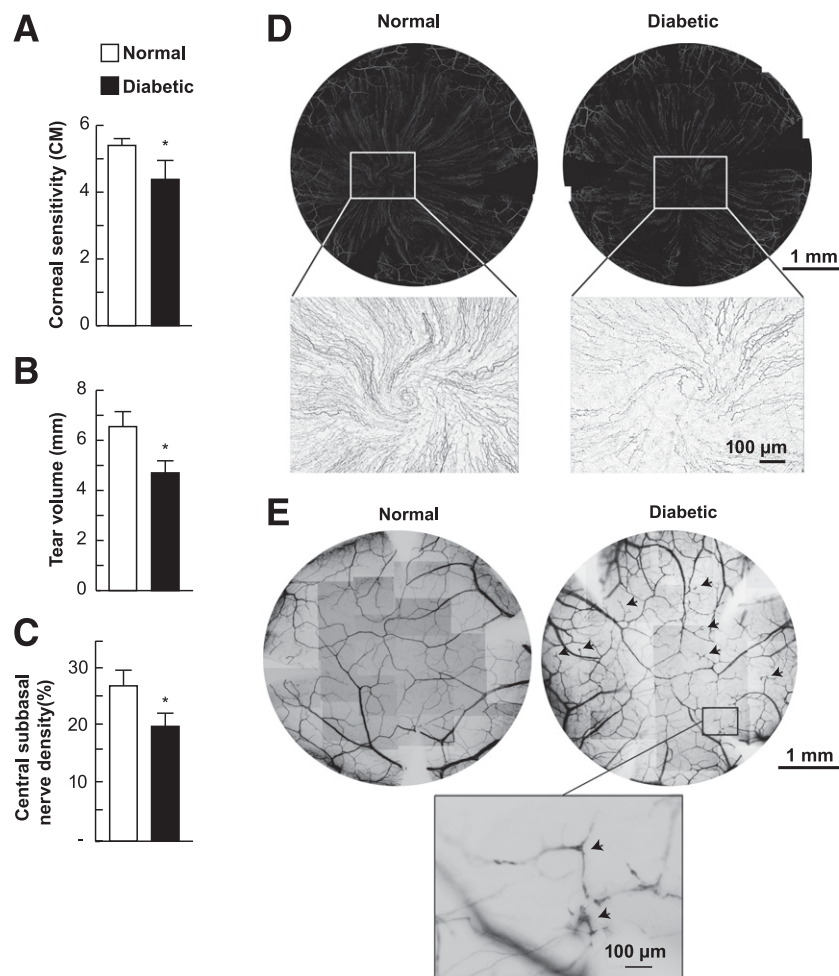 A
Normal
Diabetic
Corneal sensitivity (CM)
6
4
2
0
*
B
Tear volume (mm)
8
6
4
2
0
*
C
Central subbasal
nerve density(%)
30
20
10
-
*
D
Normal
Diabetic
1 mm
100 µm
E
Normal
Diabetic
1 mm
100 µm